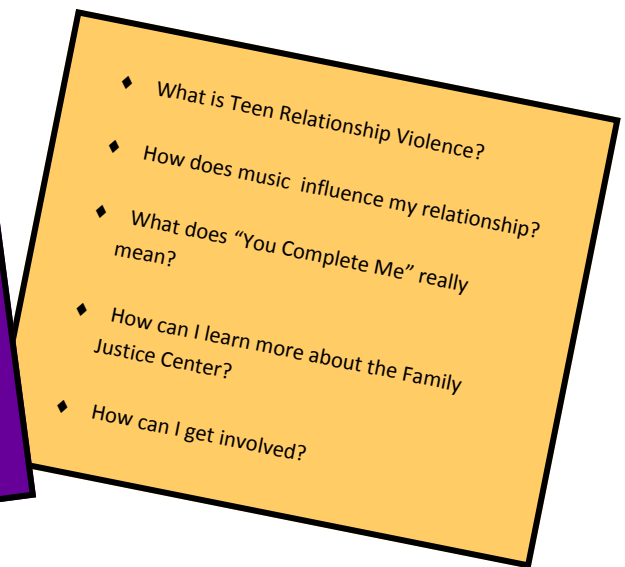 ♦ What is Teen Relationship Violence?
♦ How does music influence my relationship?
♦ What does “You Complete Me” really
mean?
♦ How can I learn more about the Family
Justice Center?
♦ How can I get involved?